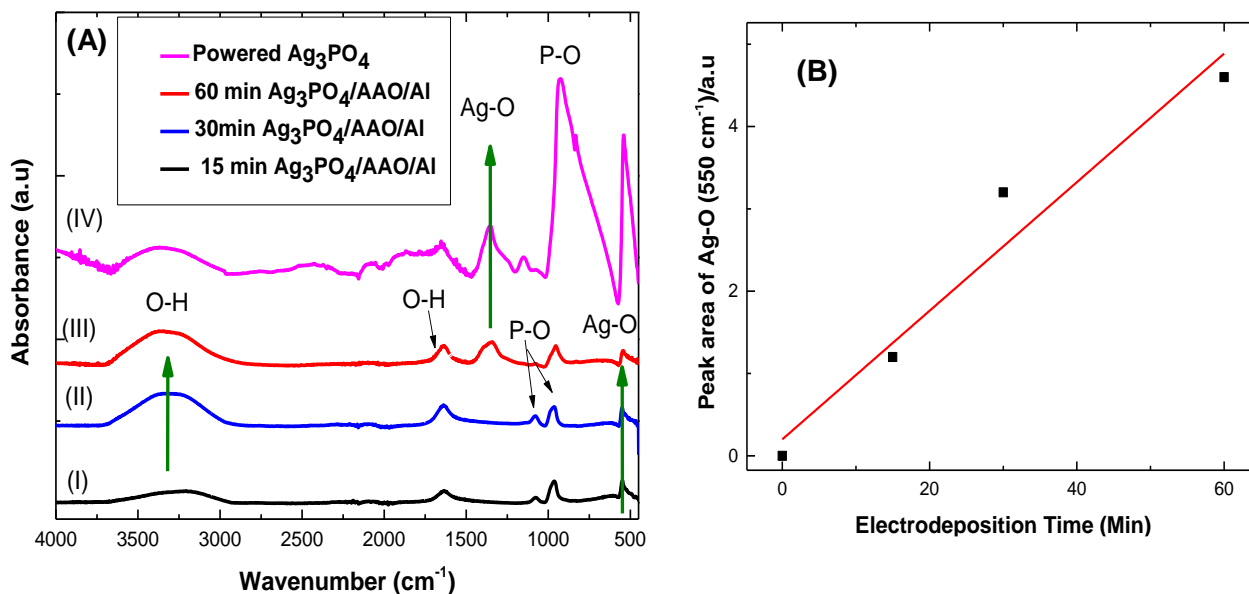 (A)
Powered Ag₃PO₄
60 min Ag₃PO₄/AAO/Al
30min Ag₃PO₄/AAO/Al
15 min Ag₃PO₄/AAO/Al
P-O
Ag-O
(IV)
O-H
O-H
(III)
P-O
Ag-O
(II)
(I)
Absorbance (a.u)
4000 3500 3000 2500 2000 1500 1000 500
Wavenumber (cm⁻¹)
(B)
Peak area of Ag-O (550 cm⁻¹)/a.u
4
2
0
0 20 40 60
Electrodeposition Time (Min)